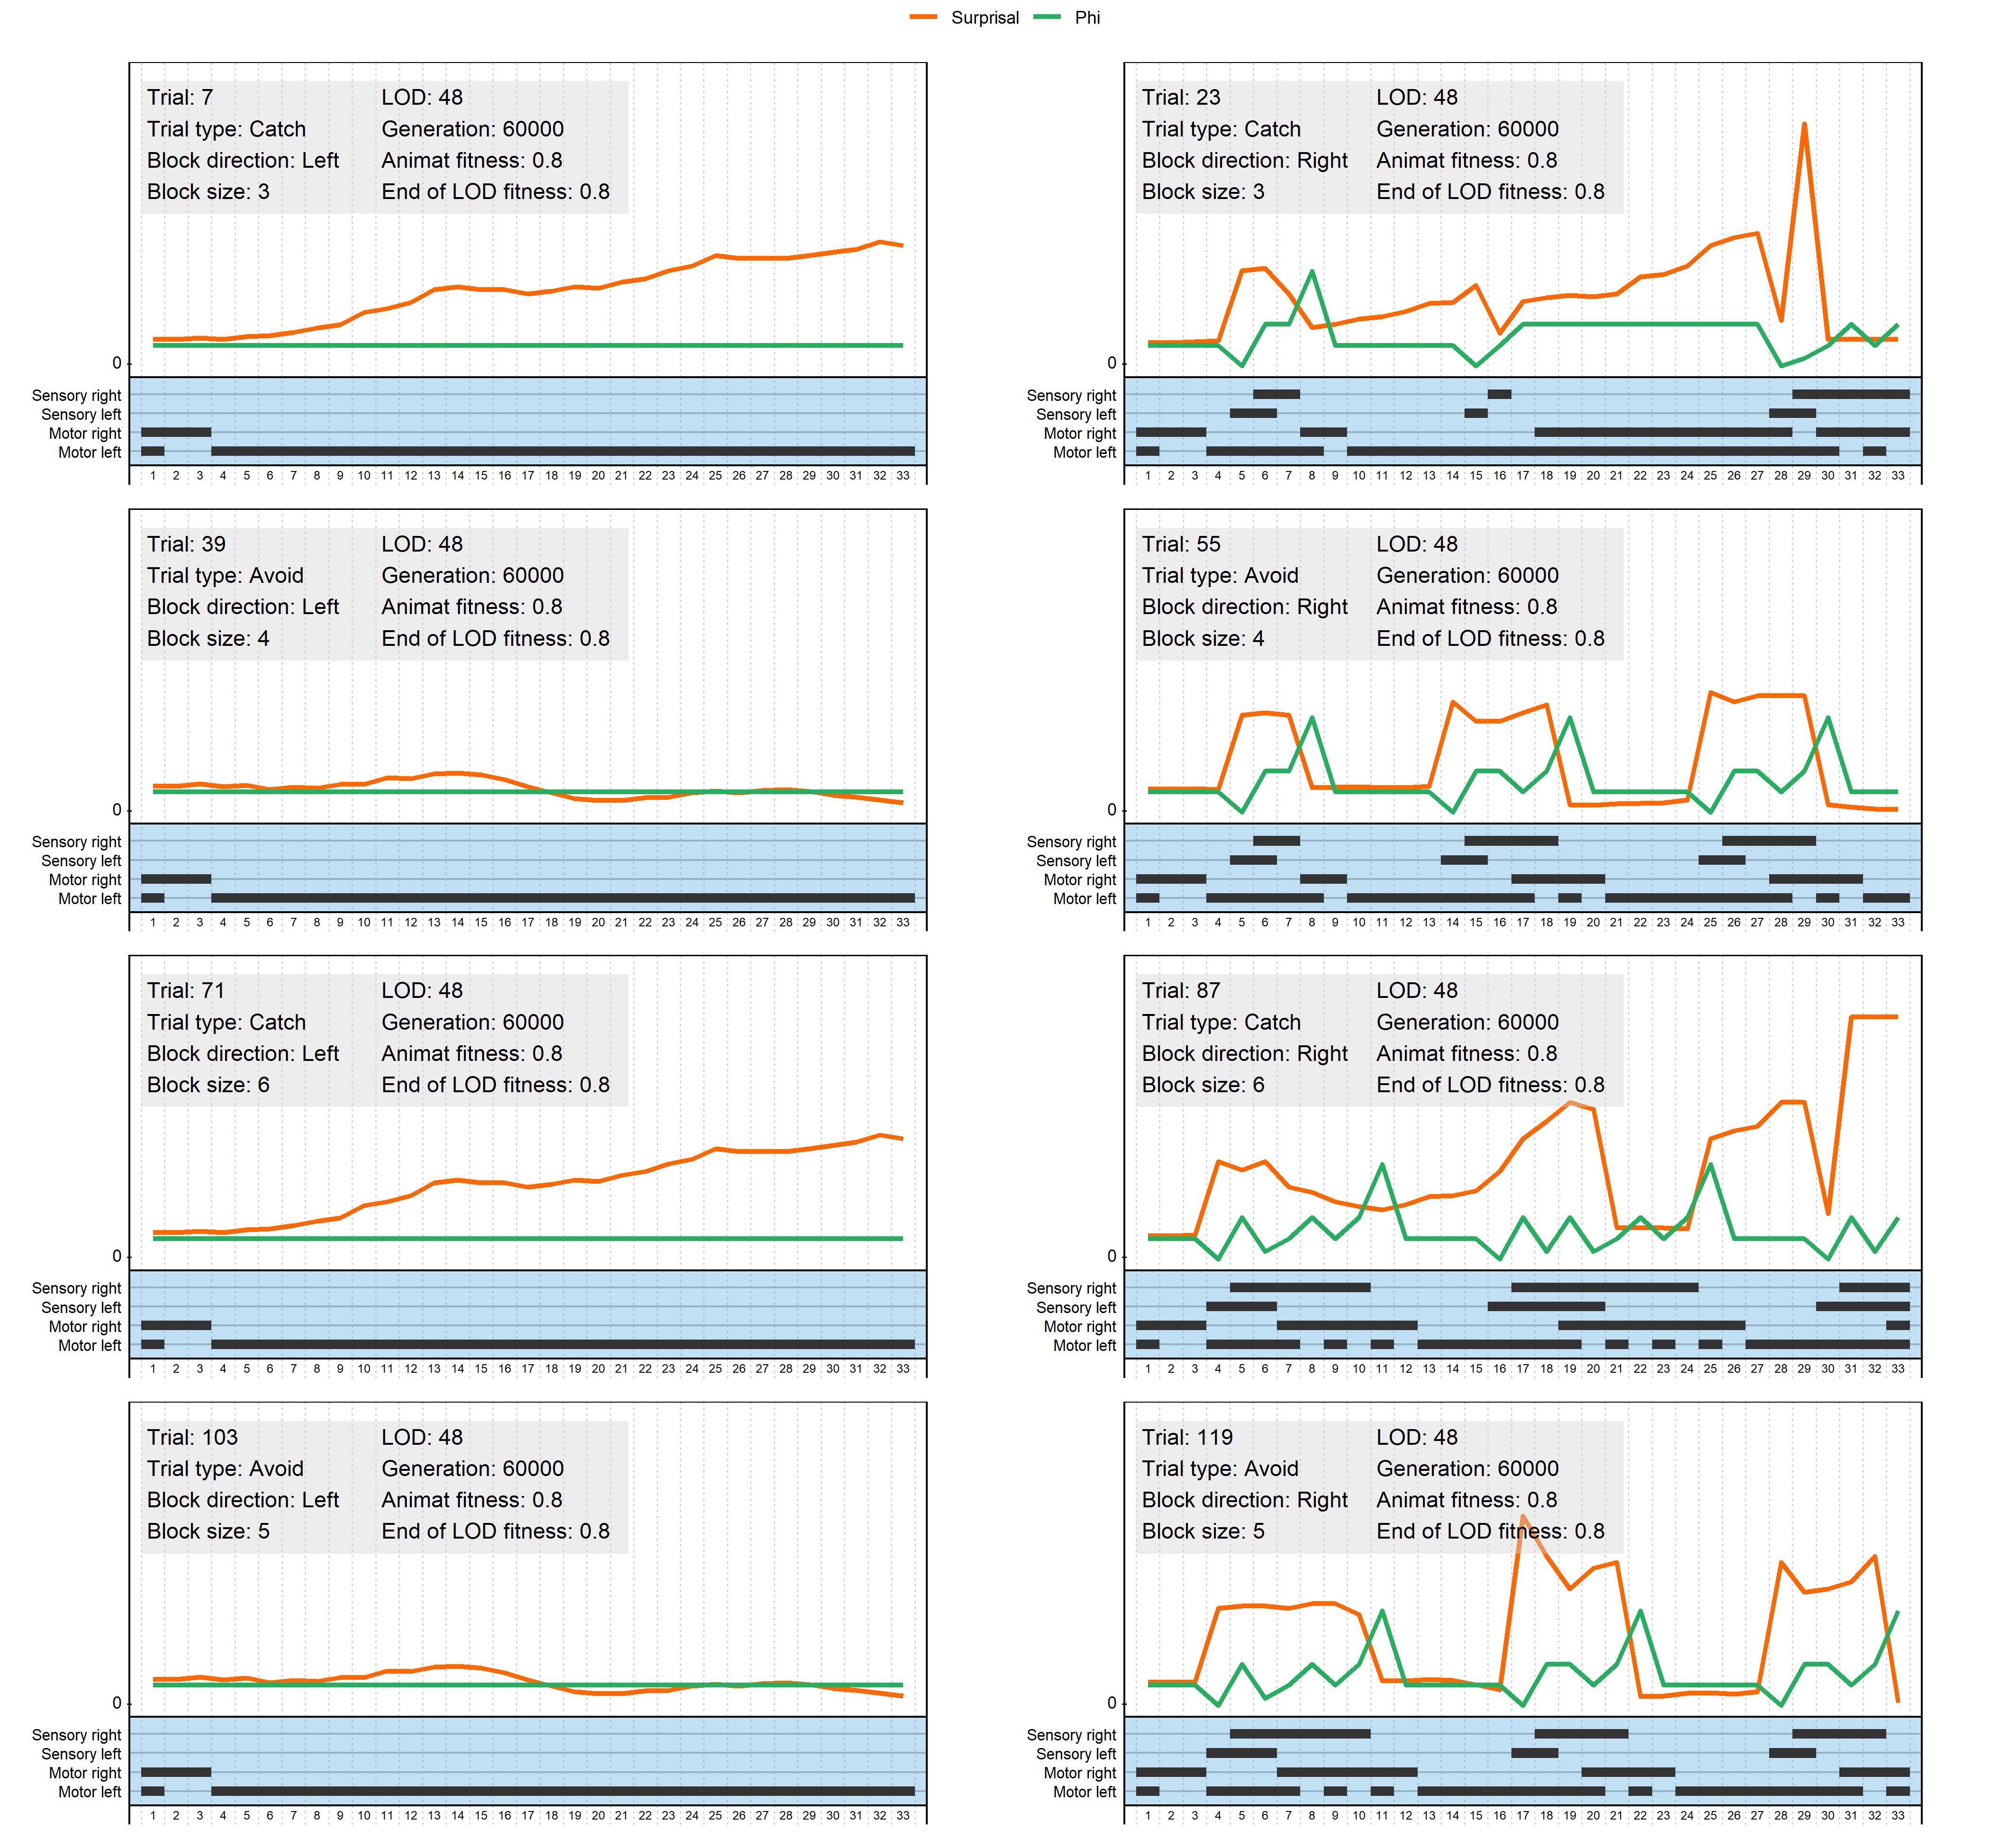 Surprisal Phi
Trial: 7 LOD: 48
Trial type: Catch Generation: 60000
Block direction: Left Animat fitness: 0.8
Block size: 3 End of LOD fitness: 0.8
0
Sensory right
Sensory left
Motor right
Motor left
1 2 3 4 5 6 7 8 9 10 11 12 13 14 15 16 17 18 19 20 21 22 23 24 25 26 27 28 29 30 31 32 33
Trial: 23 LOD: 48
Trial type: Catch Generation: 60000
Block direction: Right Animat fitness: 0.8
Block size: 3 End of LOD fitness: 0.8
0
Sensory right
Sensory left
Motor right
Motor left
1 2 3 4 5 6 7 8 9 10 11 12 13 14 15 16 17 18 19 20 21 22 23 24 25 26 27 28 29 30 31 32 33
Trial: 39 LOD: 48
Trial type: Avoid Generation: 60000
Block direction: Left Animat fitness: 0.8
Block size: 4 End of LOD fitness: 0.8
0
Sensory right
Sensory left
Motor right
Motor left
1 2 3 4 5 6 7 8 9 10 11 12 13 14 15 16 17 18 19 20 21 22 23 24 25 26 27 28 29 30 31 32 33
Trial: 55 LOD: 48
Trial type: Avoid Generation: 60000
Block direction: Right Animat fitness: 0.8
Block size: 4 End of LOD fitness: 0.8
0
Sensory right
Sensory left
Motor right
Motor left
1 2 3 4 5 6 7 8 9 10 11 12 13 14 15 16 17 18 19 20 21 22 23 24 25 26 27 28 29 30 31 32 33
Trial: 71 LOD: 48
Trial type: Catch Generation: 60000
Block direction: Left Animat fitness: 0.8
Block size: 6 End of LOD fitness: 0.8
0
Sensory right
Sensory left
Motor right
Motor left
1 2 3 4 5 6 7 8 9 10 11 12 13 14 15 16 17 18 19 20 21 22 23 24 25 26 27 28 29 30 31 32 33
Trial: 87 LOD: 48
Trial type: Catch Generation: 60000
Block direction: Right Animat fitness: 0.8
Block size: 6 End of LOD fitness: 0.8
0
Sensory right
Sensory left
Motor right
Motor left
1 2 3 4 5 6 7 8 9 10 11 12 13 14 15 16 17 18 19 20 21 22 23 24 25 26 27 28 29 30 31 32 33
Trial: 103 LOD: 48
Trial type: Avoid Generation: 60000
Block direction: Left Animat fitness: 0.8
Block size: 5 End of LOD fitness: 0.8
0
Sensory right
Sensory left
Motor right
Motor left
1 2 3 4 5 6 7 8 9 10 11 12 13 14 15 16 17 18 19 20 21 22 23 24 25 26 27 28 29 30 31 32 33
Trial: 119 LOD: 48
Trial type: Avoid Generation: 60000
Block direction: Right Animat fitness: 0.8
Block size: 5 End of LOD fitness: 0.8
0
Sensory right
Sensory left
Motor right
Motor left
1 2 3 4 5 6 7 8 9 10 11 12 13 14 15 16 17 18 19 20 21 22 23 24 25 26 27 28 29 30 31 32 33